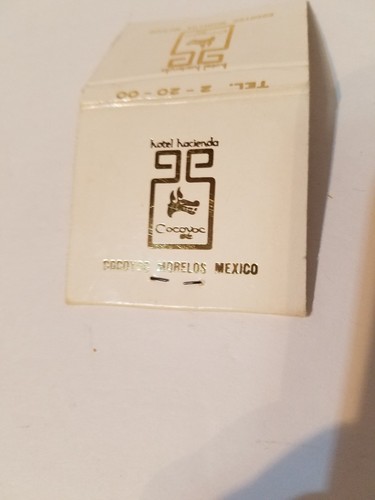 TEL. 2-20-00
hotel hacienda
Cocoyoc
COCOYOC MORELOS MEXICO